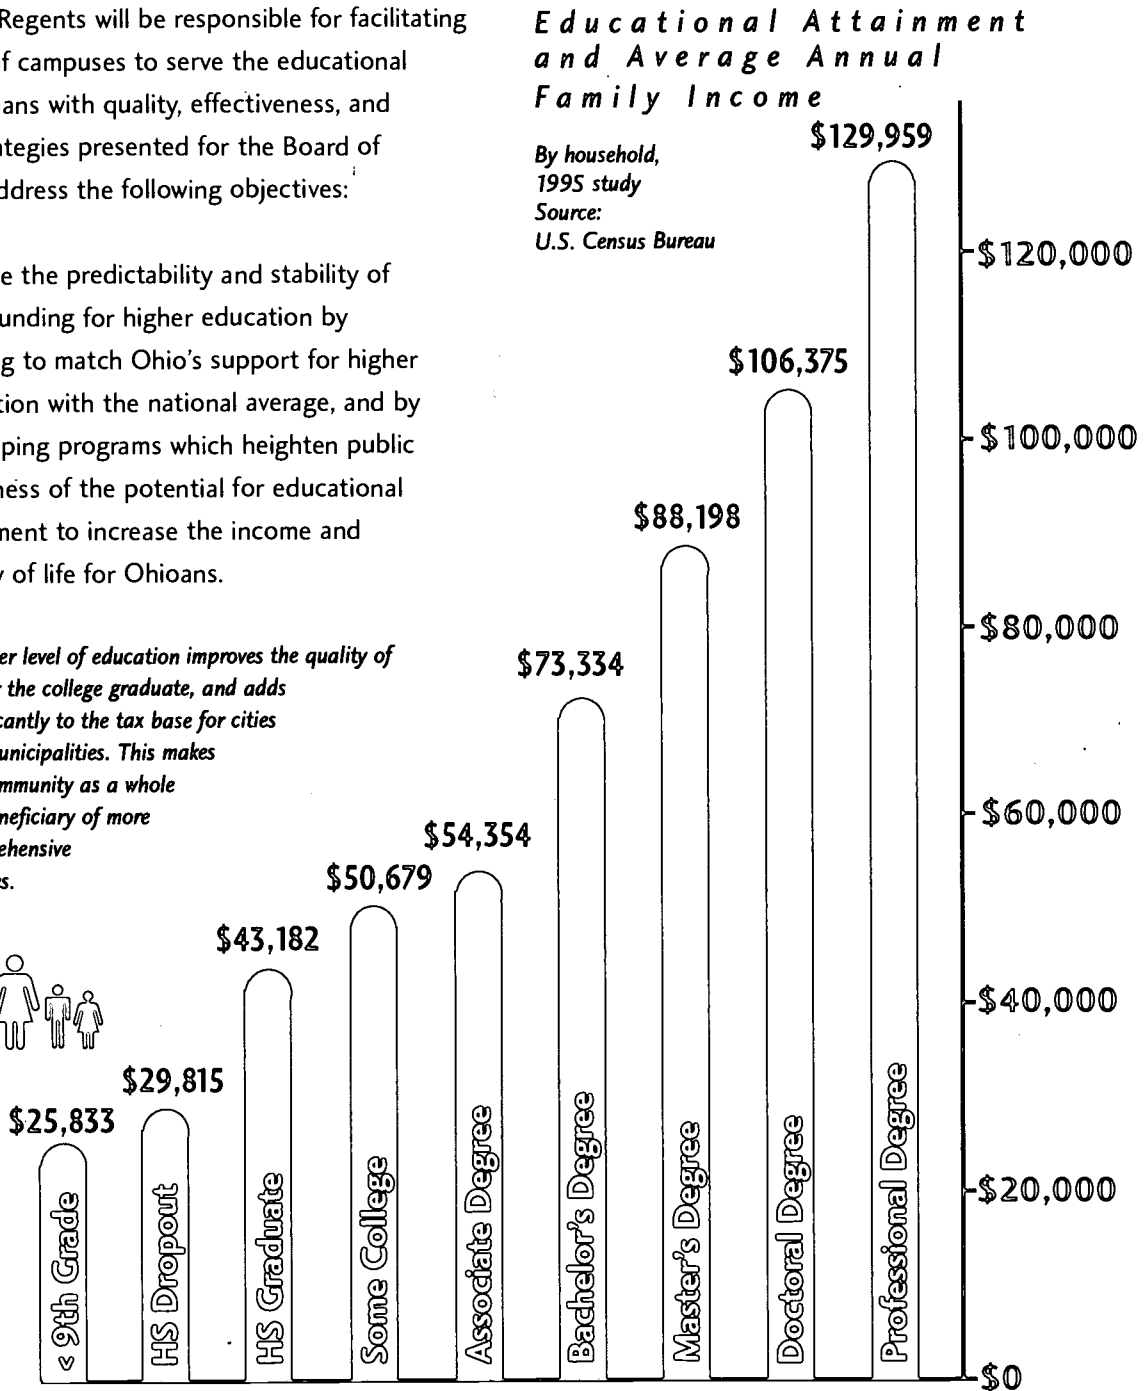 Regents will be responsible for facilitating
f campuses to serve the educational
ans with quality, effectiveness, and
ategies presented for the Board of
ddress the following objectives:
e the predictability and stability of
unding for higher education by
g to match Ohio's support for higher
tion with the national average, and by
ping programs which heighten public
ness of the potential for educational
ment to increase the income and
y of life for Ohioans.
er level of education improves the quality of
r the college graduate, and adds
cantly to the tax base for cities
unicipalities. This makes
mmunity as a whole
neficiary of more
ehensive
s.
Educational Attainment
and Average Annual
Family Income
By household,
1995 study
Source:
U.S. Census Bureau
$25,833
$29,815
$43,182
$50,679
$54,354
$73,334
$88,198
$106,375
$129,959
< 9th Grade
HS Dropout
HS Graduate
Some College
Associate Degree
Bachelor's Degree
Master's Degree
Doctoral Degree
Professional Degree
$120,000
$100,000
$80,000
$60,000
$40,000
$20,000
$0